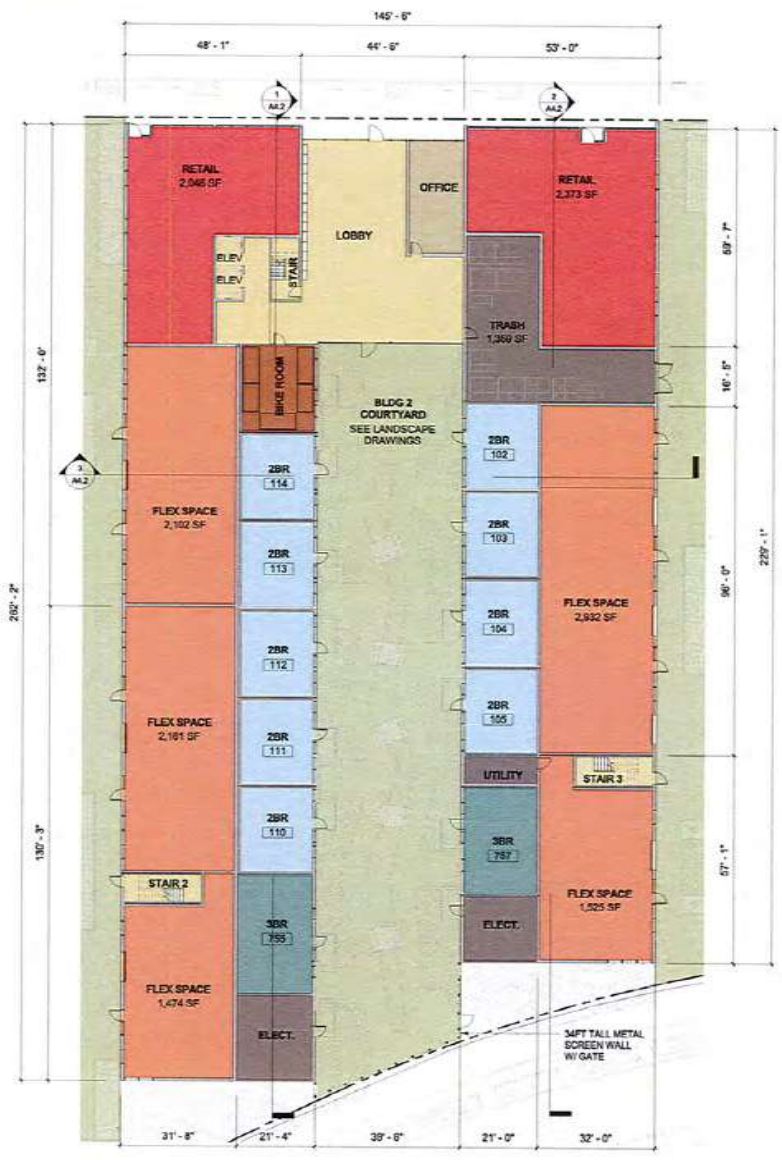 145' - 6"
48' - 1"
44' - 6"
53' - 0"
1
A4.2
2
A4.2
RETAIL
2,046 SF
OFFICE
RETAIL
2,373 SF
LOBBY
ELEV
ELEV
STAIR
59' - 7"
TRASH
1,359 SF
132' - 0"
16' - 5"
BIKE ROOM
BLDG 2
COURTYARD
SEE LANDSCAPE
DRAWINGS
2BR
102
3
A4.2
2BR
114
FLEX SPACE
2,102 SF
2BR
103
2BR
113
229' - 1"
262' - 2"
96' - 0"
FLEX SPACE
2,932 SF
2BR
104
2BR
112
2BR
105
FLEX SPACE
2,161 SF
2BR
111
UTILITY
STAIR 3
2BR
110
3BR
767
130' - 3"
57' - 1"
STAIR 2
FLEX SPACE
1,525 SF
3BR
755
ELECT.
FLEX SPACE
1,474 SF
ELECT.
34FT TALL METAL
SCREEN WALL
W/ GATE
31' - 8"
21' - 4"
39' - 6"
21' - 0"
32' - 0"